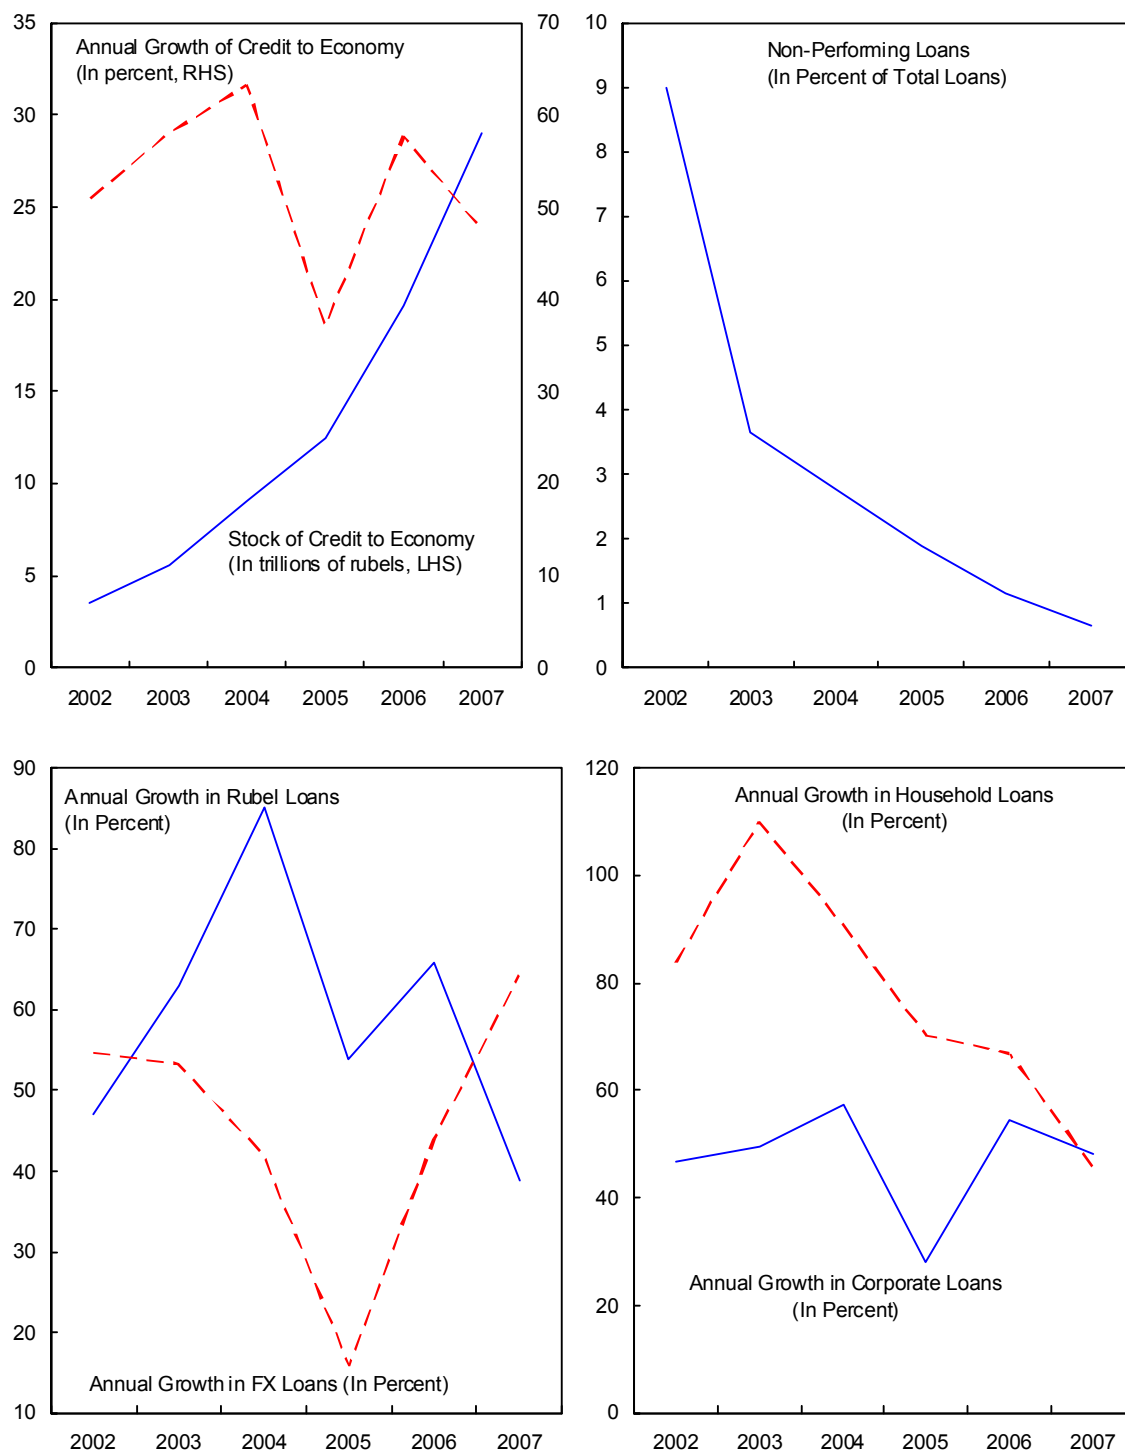 Annual Growth of Credit to Economy
(In percent, RHS)
35
30
25
20
15
10
5
0
70
60
50
40
30
20
10
0
Stock of Credit to Economy
(In trillions of rubels, LHS)
2002 2003 2004 2005 2006 2007
Non-Performing Loans
(In Percent of Total Loans)
10
9
8
7
6
5
4
3
2
1
0
2002 2003 2004 2005 2006 2007
Annual Growth in Rubel Loans
(In Percent)
90
80
70
60
50
40
30
20
10
Annual Growth in FX Loans (In Percent)
2002 2003 2004 2005 2006 2007
Annual Growth in Household Loans
(In Percent)
120
100
80
60
40
20
0
Annual Growth in Corporate Loans
(In Percent)
2002 2003 2004 2005 2006 2007